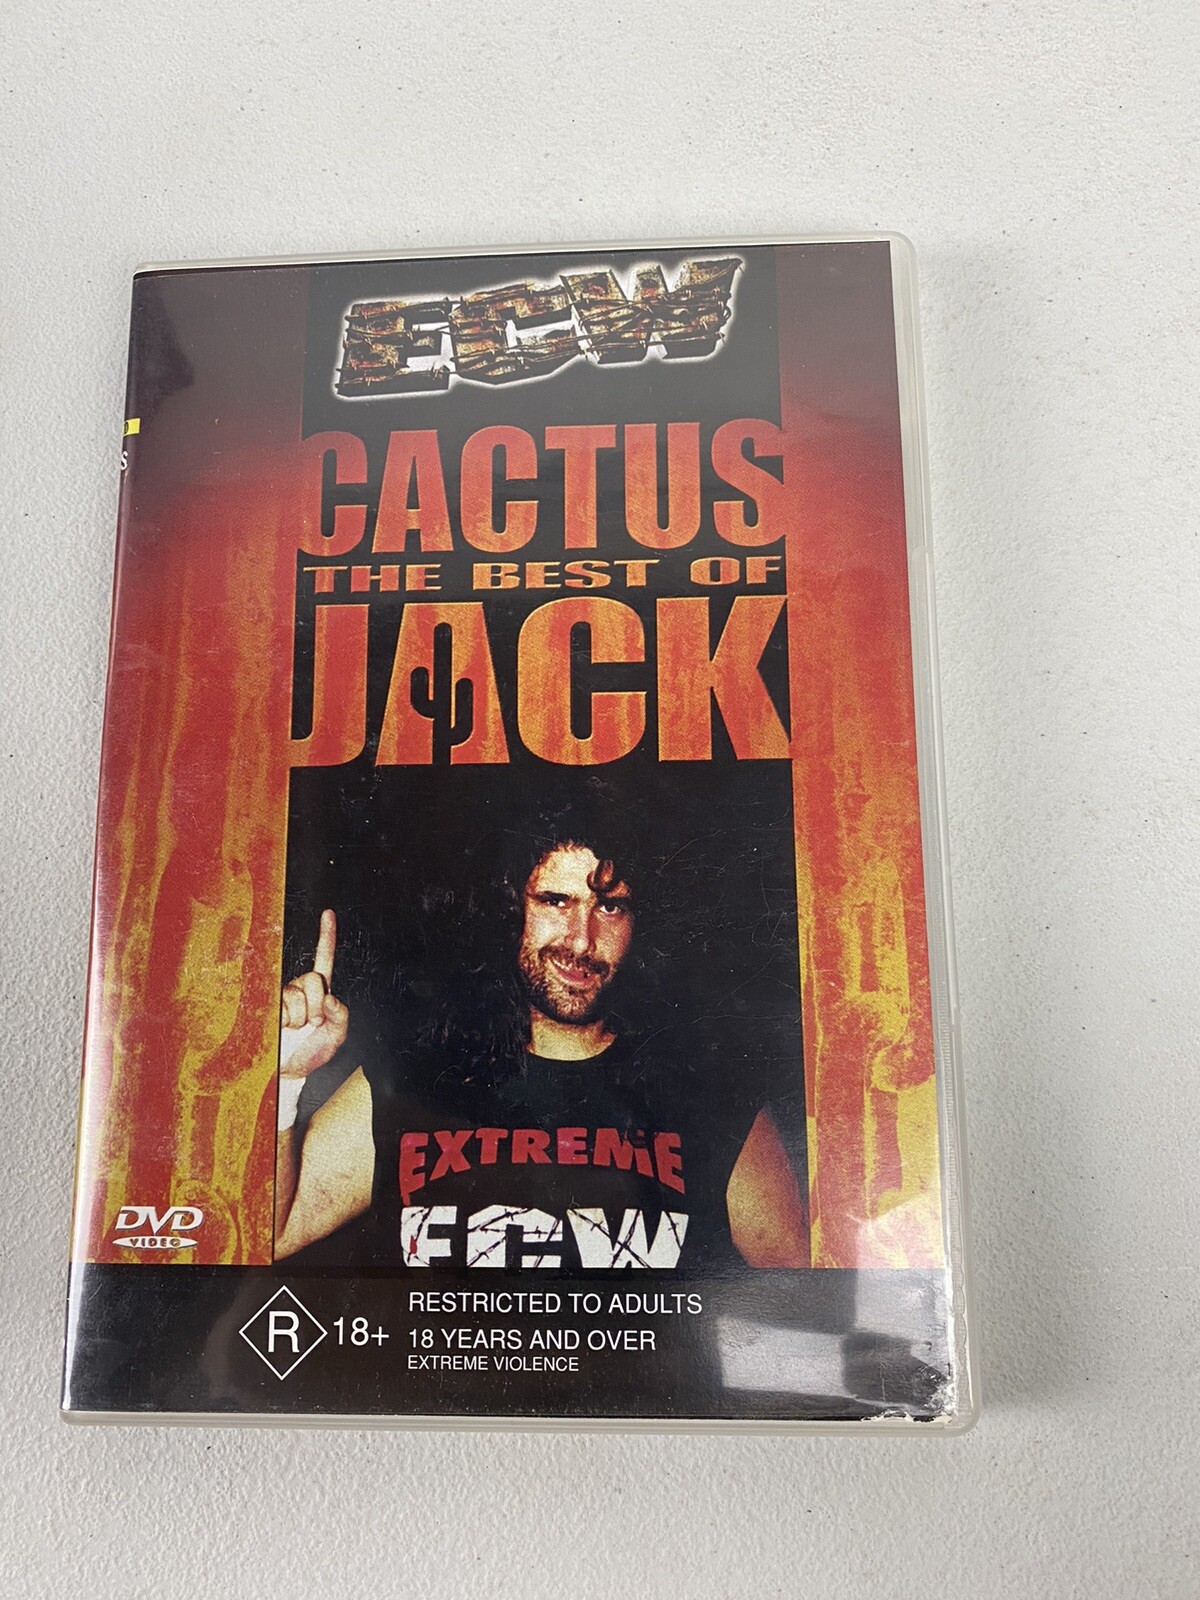 ECW
CACTUS
THE BEST OF
JACK
EXTREME
ECW
DVD
VIDEO
R 18+
RESTRICTED TO ADULTS
18 YEARS AND OVER
EXTREME VIOLENCE